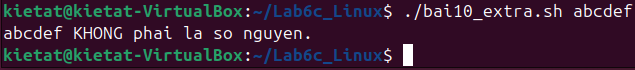 kietat@kietat-VirtualBox:~/Lab6c_Linux$ ./bai10_extra.sh abcdef
abcdef KHONG phai la so nguyen.
kietat@kietat-VirtualBox:~/Lab6c_Linux$